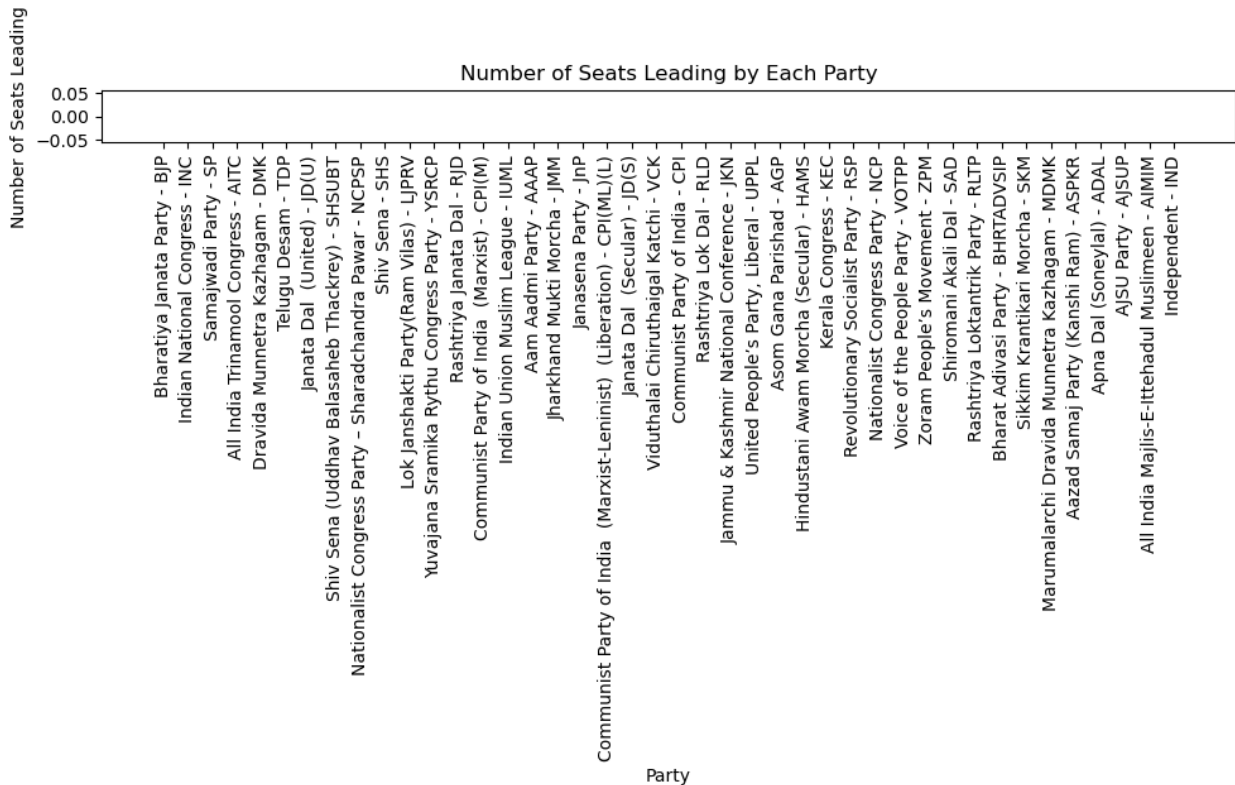 Number of Seats Leading by Each Party
Number of Seats Leading
0.05
0.00
−0.05
Bharatiya Janata Party - BJP
Indian National Congress - INC
Samajwadi Party - SP
All India Trinamool Congress - AITC
Dravida Munnetra Kazhagam - DMK
Telugu Desam - TDP
Janata Dal  (United) - JD(U)
Shiv Sena (Uddhav Balasaheb Thackrey) - SHSUBT
Nationalist Congress Party – Sharadchandra Pawar - NCPSP
Shiv Sena - SHS
Lok Janshakti Party(Ram Vilas) - LJPRV
Yuvajana Sramika Rythu Congress Party - YSRCP
Rashtriya Janata Dal - RJD
Communist Party of India  (Marxist) - CPI(M)
Indian Union Muslim League - IUML
Aam Aadmi Party - AAAP
Jharkhand Mukti Morcha - JMM
Janasena Party - JnP
Communist Party of India  (Marxist-Leninist)  (Liberation) - CPI(ML)(L)
Janata Dal  (Secular) - JD(S)
Viduthalai Chiruthaigal Katchi - VCK
Communist Party of India - CPI
Rashtriya Lok Dal - RLD
Jammu & Kashmir National Conference - JKN
United People’s Party, Liberal - UPPL
Asom Gana Parishad - AGP
Hindustani Awam Morcha (Secular) - HAMS
Kerala Congress - KEC
Revolutionary Socialist Party - RSP
Nationalist Congress Party - NCP
Voice of the People Party - VOTPP
Zoram People’s Movement - ZPM
Shiromani Akali Dal - SAD
Rashtriya Loktantrik Party - RLTP
Bharat Adivasi Party - BHRTADVSIP
Sikkim Krantikari Morcha - SKM
Marumalarchi Dravida Munnetra Kazhagam - MDMK
Aazad Samaj Party (Kanshi Ram) - ASPKR
Apna Dal (Soneylal) - ADAL
AJSU Party - AJSUP
All India Majlis-E-Ittehadul Muslimeen - AIMIM
Independent - IND
Party